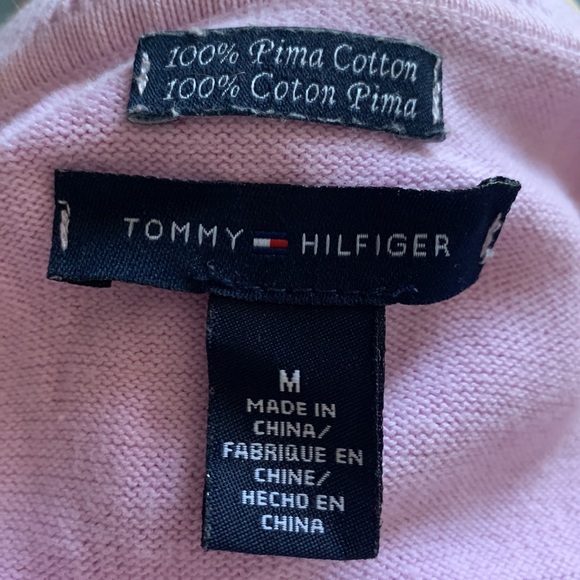 100% Pima Cotton
100% Coton Pima
TOMMY HILFIGER
M
MADE IN
CHINA/
FABRIQUE EN
CHINE/
HECHO EN
CHINA